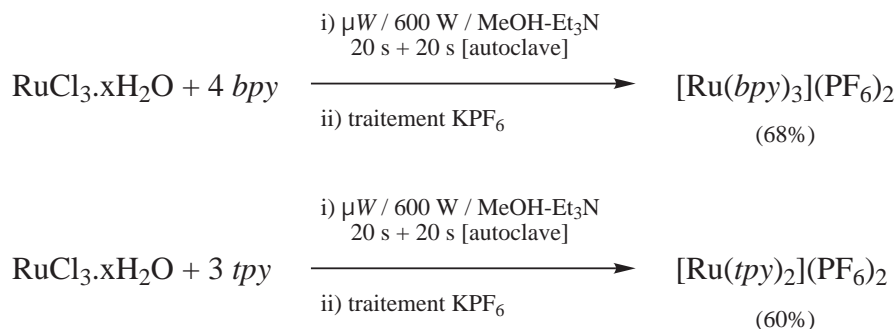 i) µW / 600 W / MeOH-Et₃N
20 s + 20 s [autoclave]
RuCl₃.xH₂O + 4 bpy
[Ru(bpy)₃](PF₆)₂
ii) traitement KPF₆
(68%)
i) µW / 600 W / MeOH-Et₃N
20 s + 20 s [autoclave]
RuCl₃.xH₂O + 3 tpy
[Ru(tpy)₂](PF₆)₂
ii) traitement KPF₆
(60%)